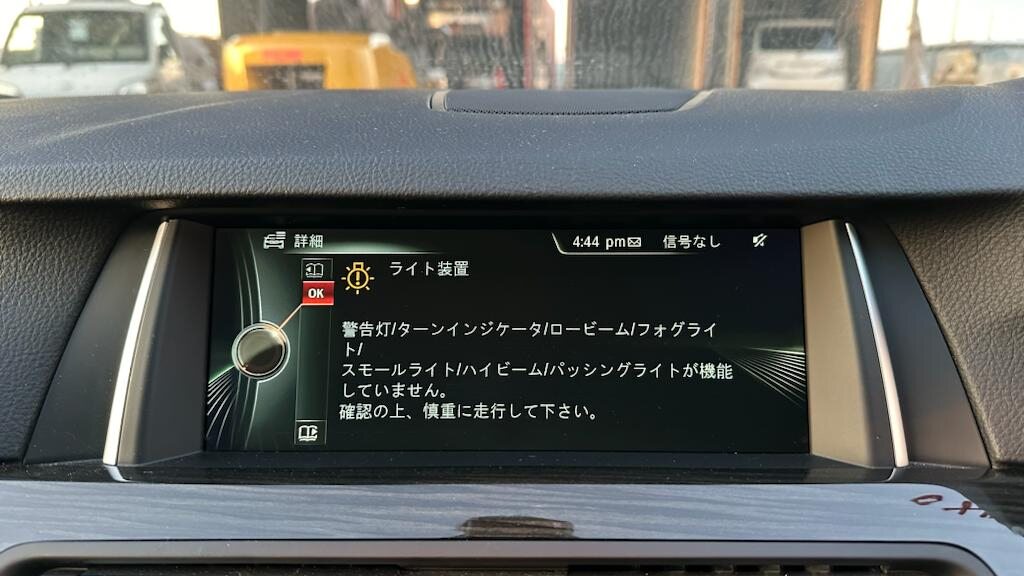 詳細
4:44 pm
信号なし
OK
ライト装置
警告灯/ターンインジケータ/ロービーム/フォグライ
ト/
スモールライト/ハイビーム/パッシングライトが機能
していません。
確認の上、慎重に走行して下さい。